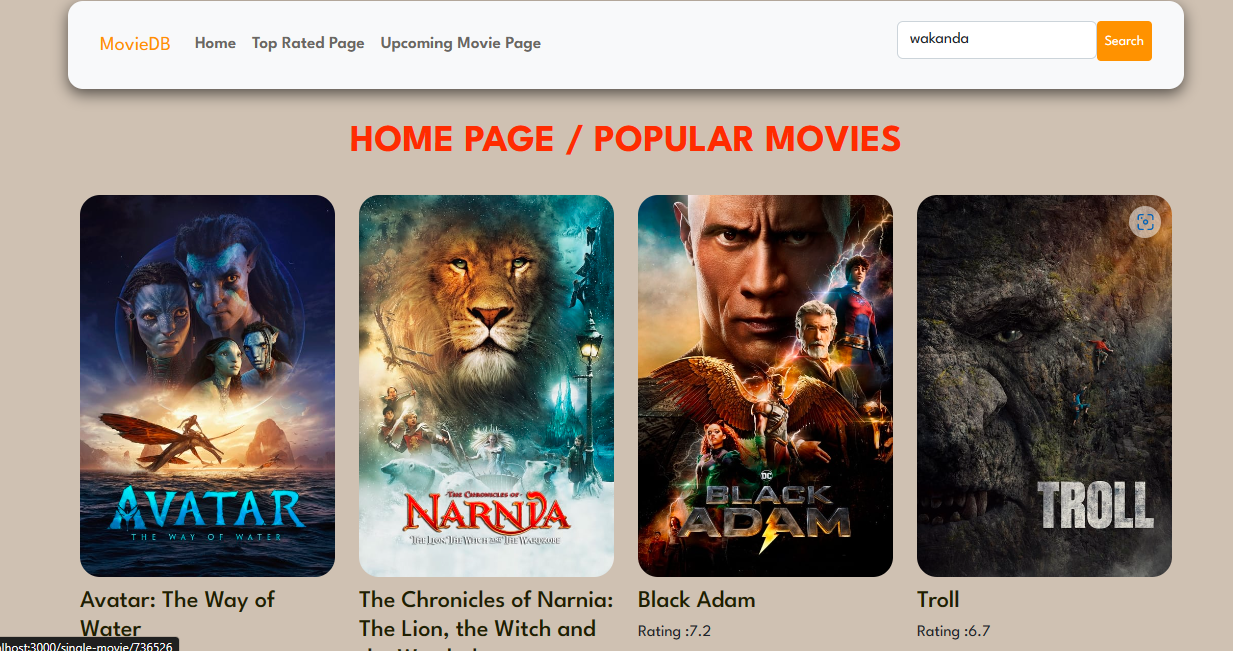 MovieDB Home Top Rated Page Upcoming Movie Page wakanda Search
HOME PAGE / POPULAR MOVIES
AVATAR
THE WAY OF WATER
THE CHRONICLES OF
NARNIA
THE LION, THE WITCH AND THE WARDROBE
DC
BLACK
ADAM
TROLL
Avatar: The Way of
Water
The Chronicles of Narnia:
The Lion, the Witch and
Black Adam
Rating :7.2
Troll
Rating :6.7
lhost:3000/single-movie/736526